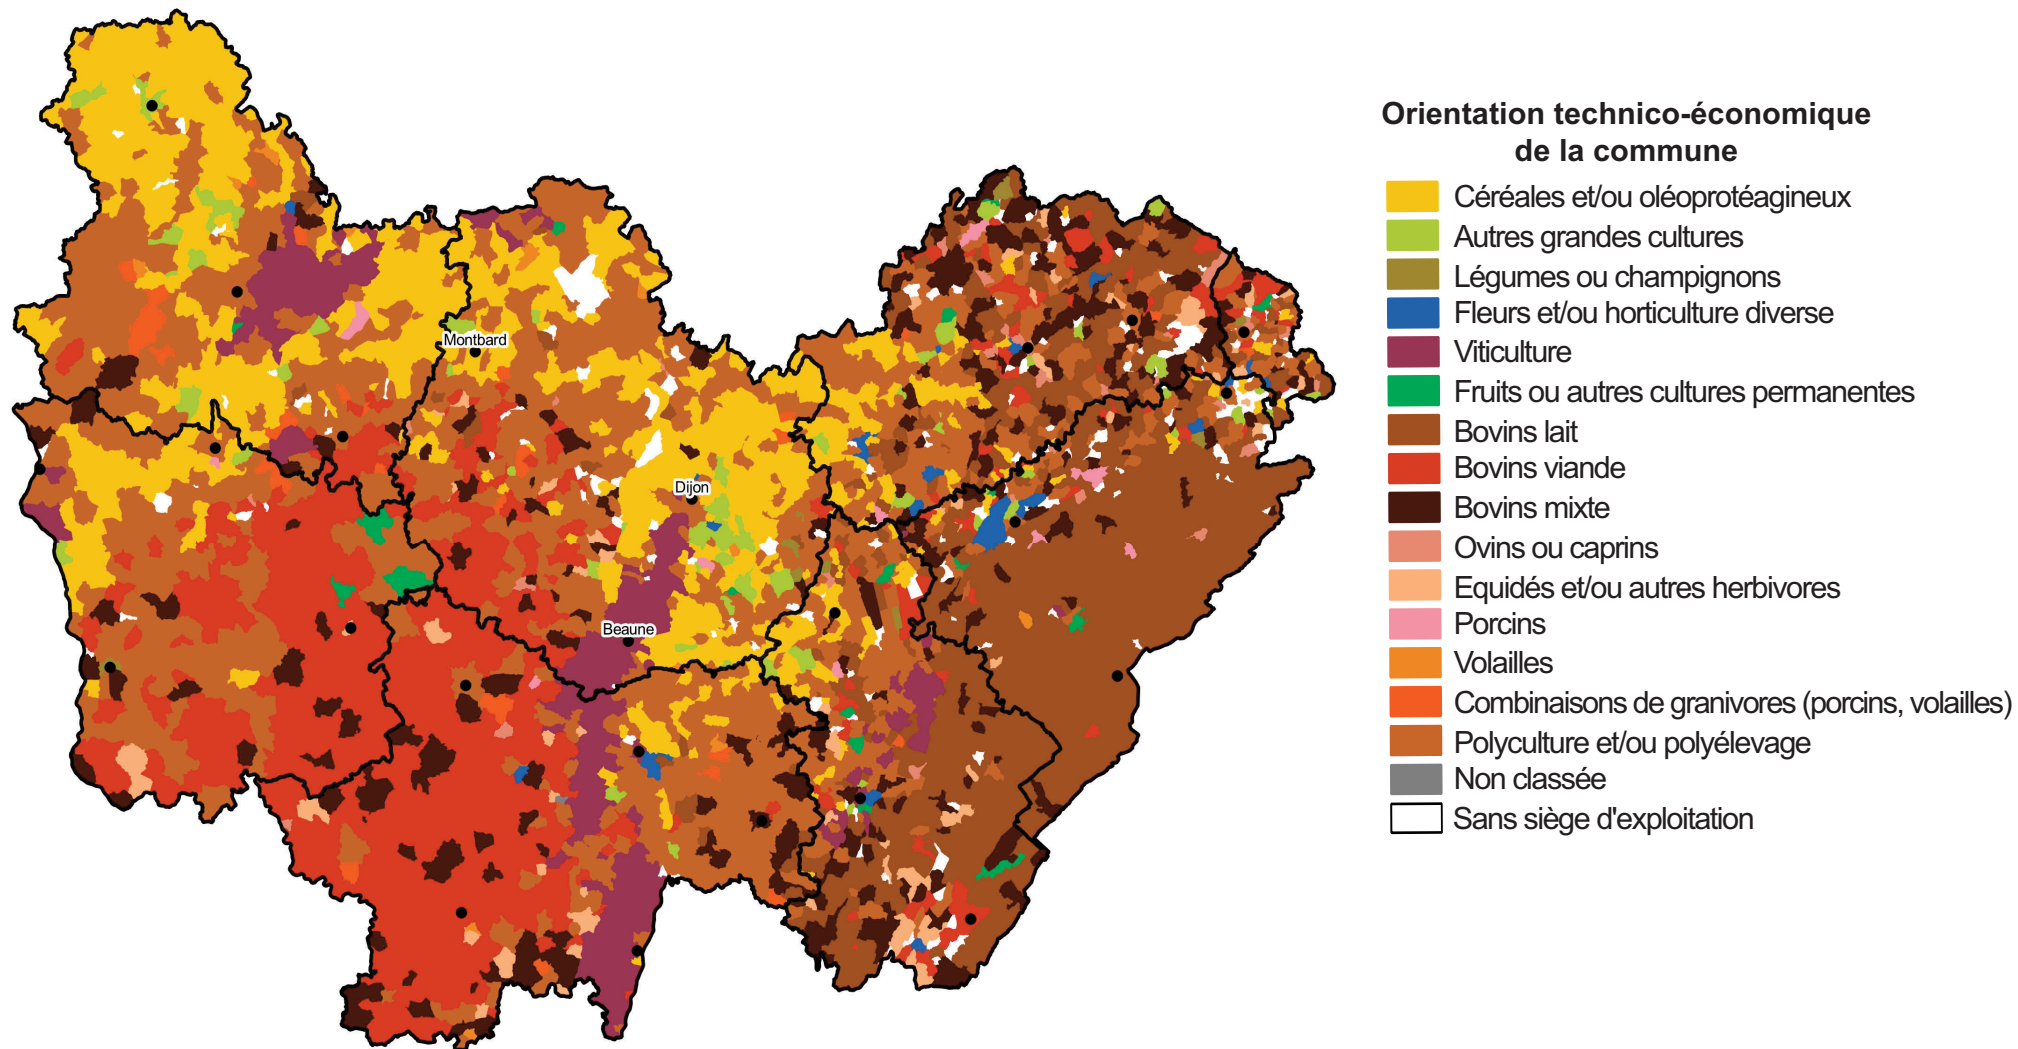 Orientation technico-économique
de la commune
Céréales et/ou oléoprotéagineux
Autres grandes cultures
Légumes ou champignons
Fleurs et/ou horticulture diverse
Viticulture
Fruits ou autres cultures permanentes
Bovins lait
Bovins viande
Bovins mixte
Ovins ou caprins
Equidés et/ou autres herbivores
Porcins
Volailles
Combinaisons de granivores (porcins, volailles)
Polyculture et/ou polyélevage
Non classée
Sans siège d'exploitation
Montbard
Dijon
Beaune